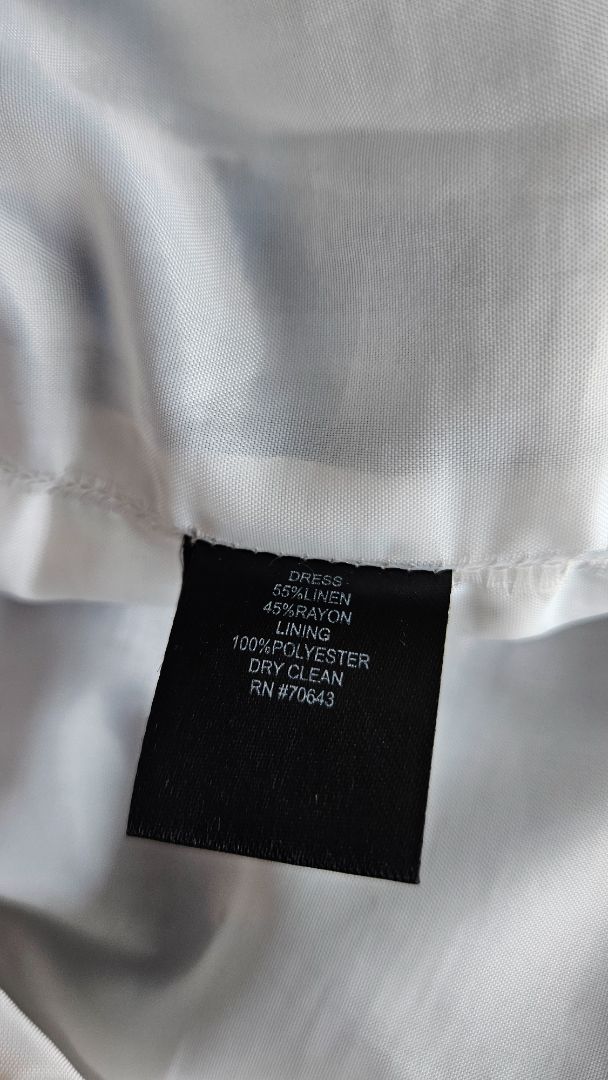 DRESS
55%LINEN
45%RAYON
LINING
100%POLYESTER
DRY CLEAN
RN #70643